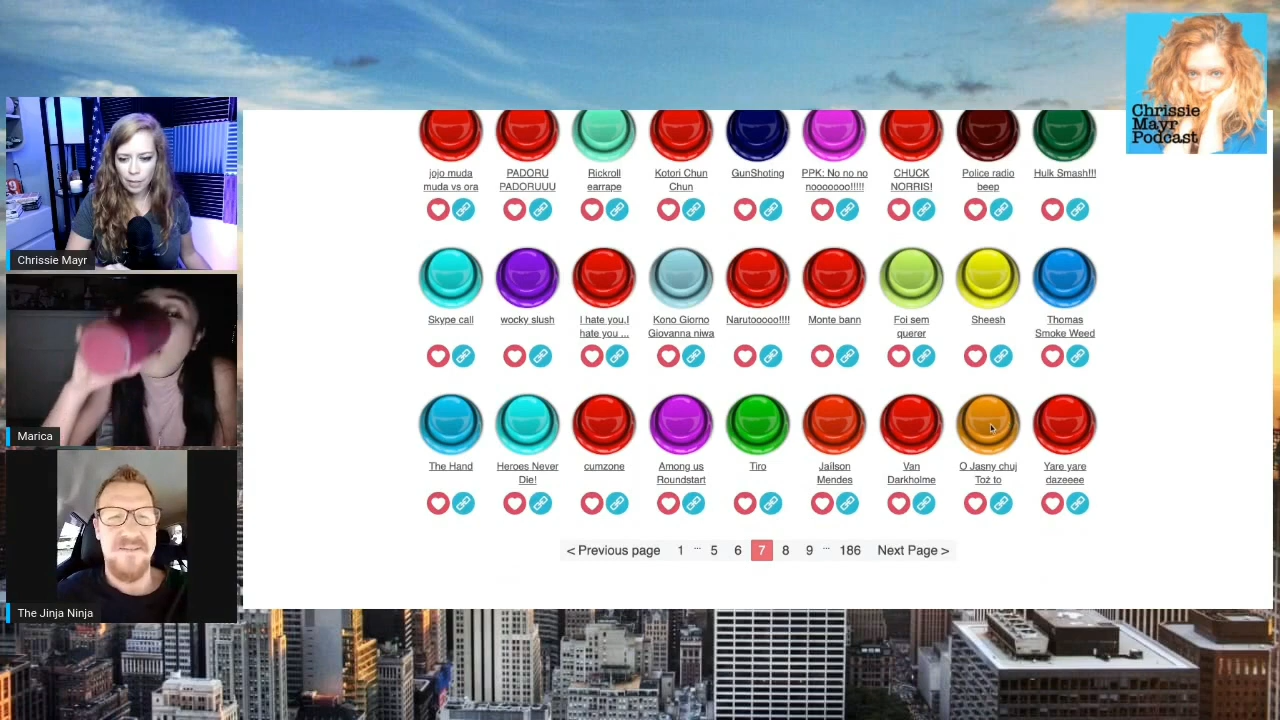 Chrissie
Mayr
Podcast
jojo muda
muda vs ora
PADORU
PADORUUU
Rickroll
earrape
Kotori Chun
Chun
GunShoting
PPK: No no no
noooooo!!!!!
CHUCK
NORRIS!
Police radio
beep
Hulk Smash!!!
Chrissie Mayr
Skype call
wocky slush
I hate you,I
hate you ...
Kono Giorno
Giovanna niwa
Narutooooo!!!!
Monte bann
Foi sem
querer
Sheesh
Thomas
Smoke Weed
Marica
The Hand
Heroes Never
Die!
cumzone
Among us
Roundstart
Tiro
Jailson
Mendes
Van
Darkholme
O Jasny chuj
Toż to
Yare yare
dazeeee
< Previous page 1 ... 5 6 7 8 9 ... 186 Next Page >
The Jinja Ninja